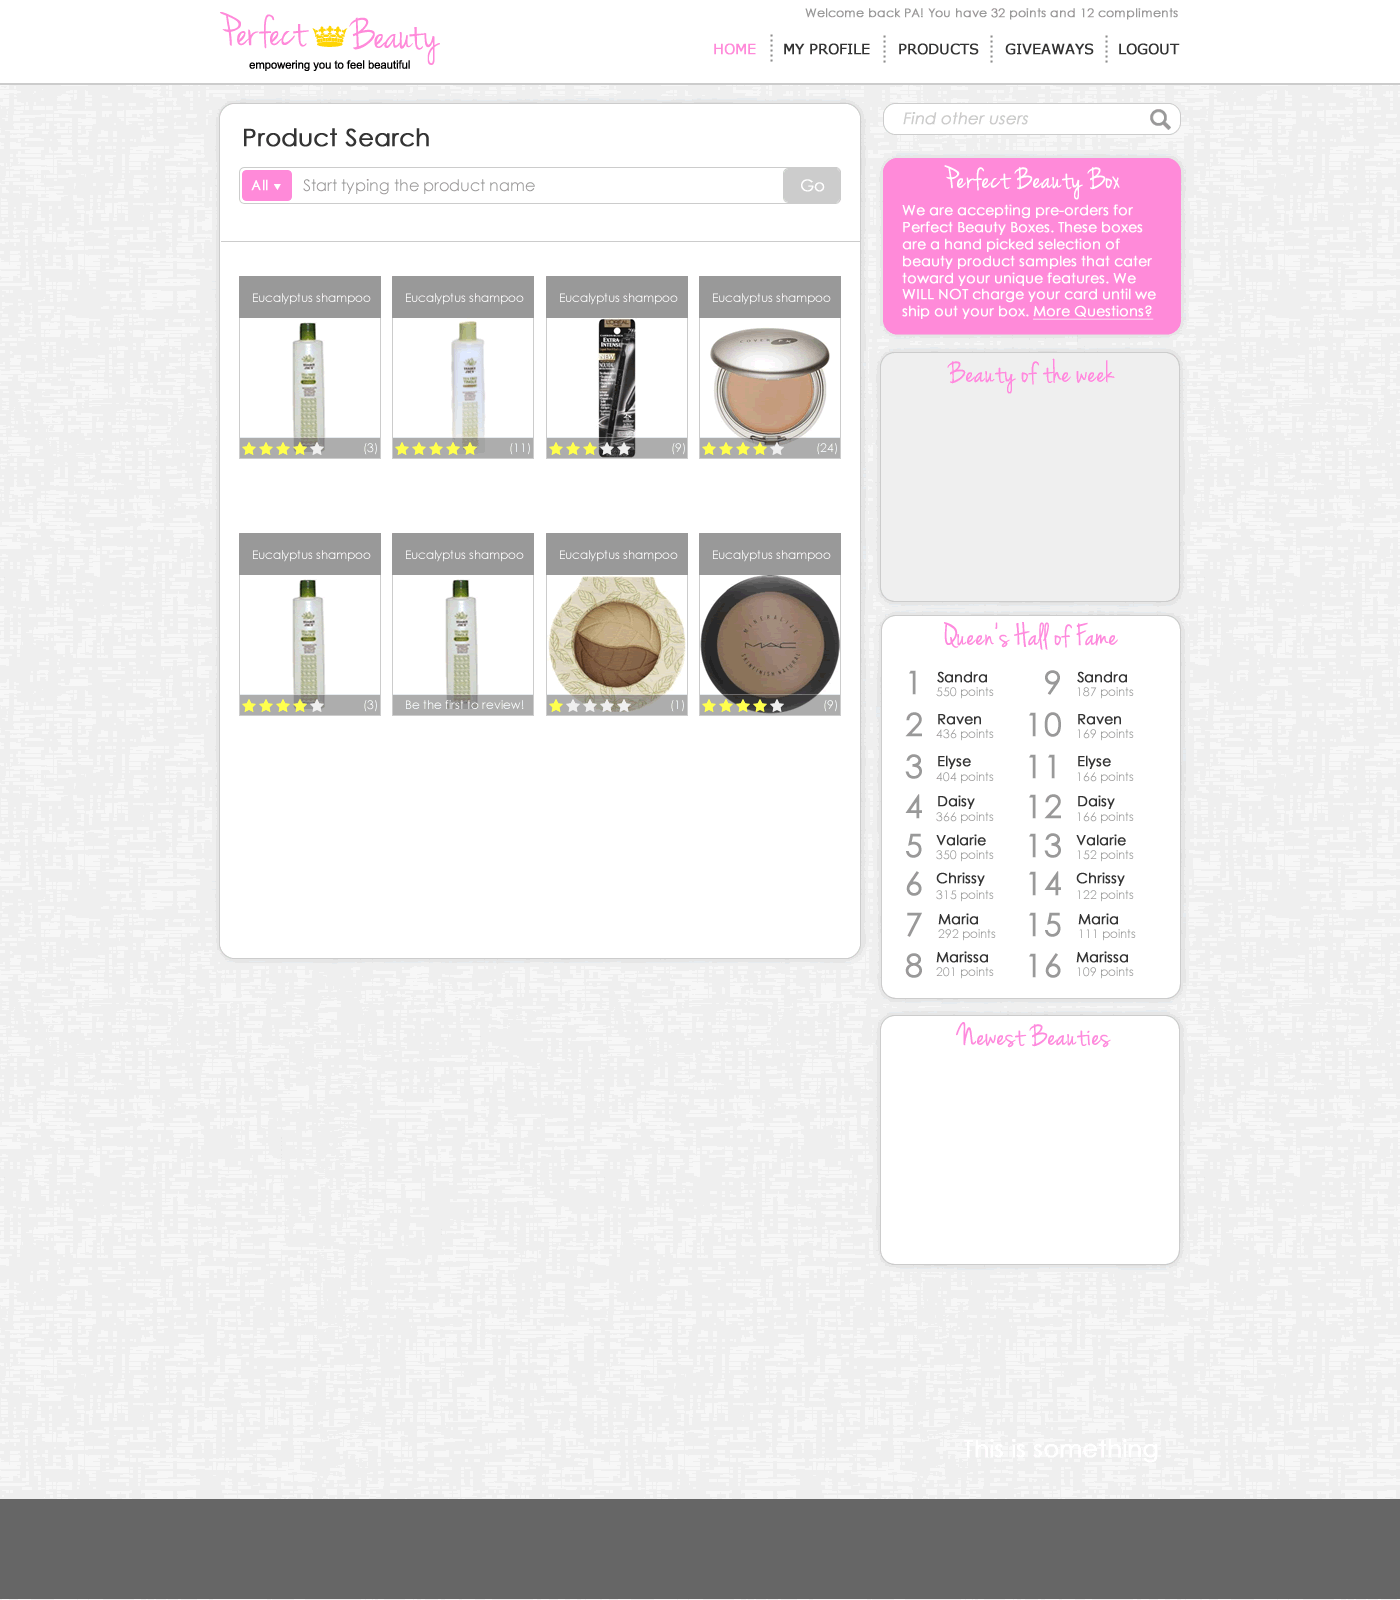 Perfect Beauty
empowering you to feel beautiful
Welcome back PA! You have 32 points and 12 compliments
HOME
MY PROFILE
PRODUCTS
GIVEAWAYS
LOGOUT
Product Search
All ▼
Start typing the product name
Go
Eucalyptus shampoo
Eucalyptus shampoo
Eucalyptus shampoo
Eucalyptus shampoo
EXTRA
INTENSE
(3)
(11)
(9)
(24)
Eucalyptus shampoo
Eucalyptus shampoo
Eucalyptus shampoo
Eucalyptus shampoo
MAC
(3)
Be the first to review!
(1)
(9)
Find other users
Perfect Beauty Box
We are accepting pre-orders for
Perfect Beauty Boxes. These boxes
are a hand picked selection of
beauty product samples that cater
toward your unique features. We
WILL NOT charge your card until we
ship out your box. More Questions?
Beauty of the week
Queen's Hall of Fame
1 Sandra
550 points
2 Raven
436 points
3 Elyse
404 points
4 Daisy
366 points
5 Valarie
350 points
6 Chrissy
315 points
7 Maria
292 points
8 Marissa
201 points
9 Sandra
187 points
10 Raven
169 points
11 Elyse
166 points
12 Daisy
166 points
13 Valarie
152 points
14 Chrissy
122 points
15 Maria
111 points
16 Marissa
109 points
Newest Beauties
This is something